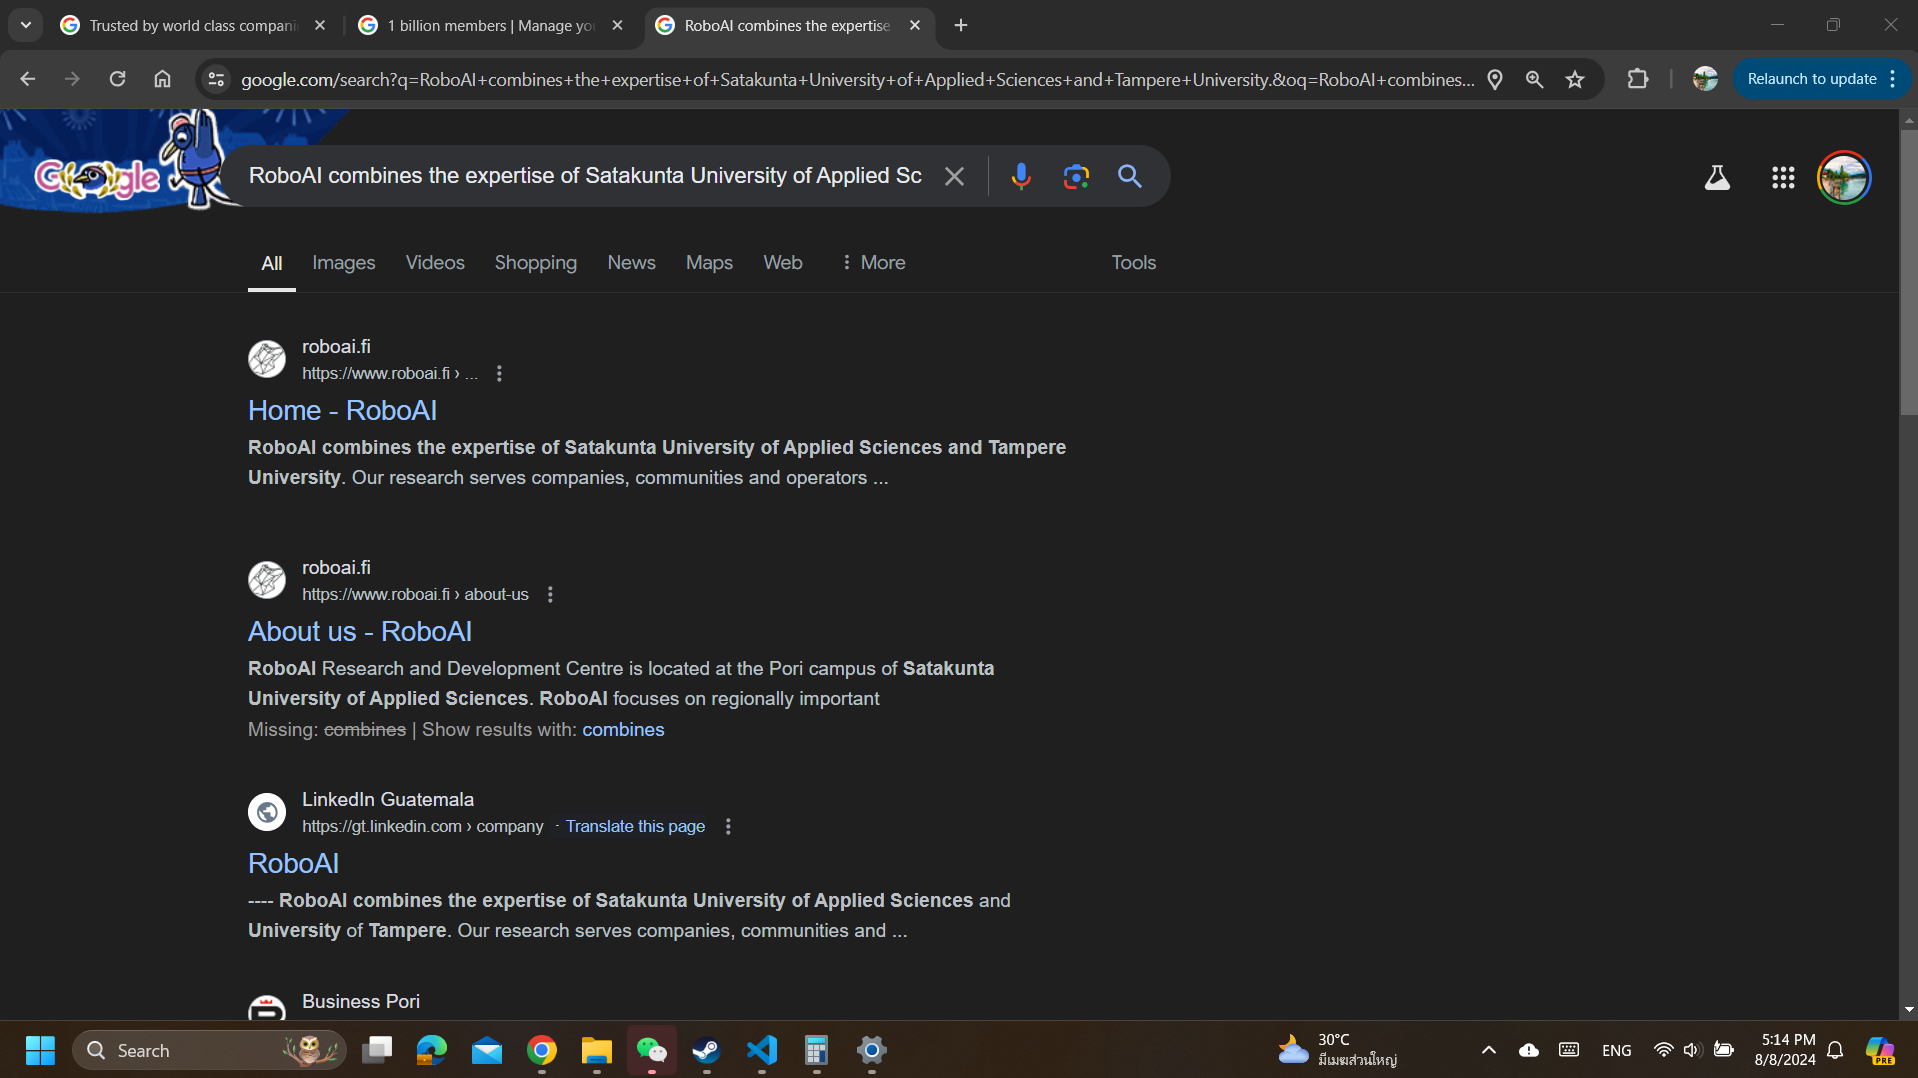 Trusted by world class compani
1 billion members | Manage yo
RoboAI combines the expertise
google.com/search?q=RoboAI+combines+the+expertise+of+Satakunta+University+of+Applied+Sciences+and+Tampere+University.&oq=RoboAI+combines...
Relaunch to update
Google
RoboAI combines the expertise of Satakunta University of Applied Sc
All
Images
Videos
Shopping
News
Maps
Web
More
Tools
roboai.fi
https://www.roboai.fi › ...
Home - RoboAI
RoboAI combines the expertise of Satakunta University of Applied Sciences and Tampere
University. Our research serves companies, communities and operators ...
roboai.fi
https://www.roboai.fi › about-us
About us - RoboAI
RoboAI Research and Development Centre is located at the Pori campus of Satakunta
University of Applied Sciences. RoboAI focuses on regionally important
Missing: combines | Show results with: combines
LinkedIn Guatemala
https://gt.linkedin.com › company · Translate this page
RoboAI
---- RoboAI combines the expertise of Satakunta University of Applied Sciences and
University of Tampere. Our research serves companies, communities and ...
Business Pori
Search
30°C
มีเมฆส่วนใหญ่
ENG
5:14 PM
8/8/2024
PRE